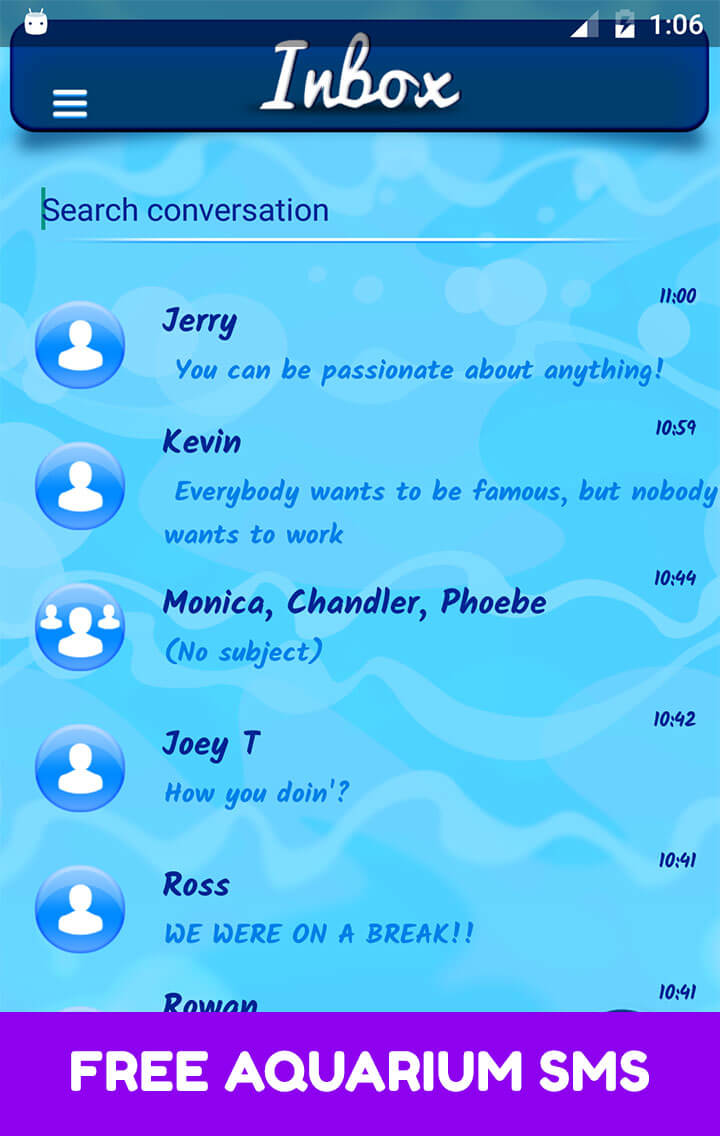 1:06
Inbox
Search conversation
11:00
Jerry
You can be passionate about anything!
10:59
Kevin
Everybody wants to be famous, but nobody
wants to work
10:44
Monica, Chandler, Phoebe
(No subject)
10:42
Joey T
How you doin'?
10:41
Ross
WE WERE ON A BREAK!!
10:41
Rowan
FREE AQUARIUM SMS